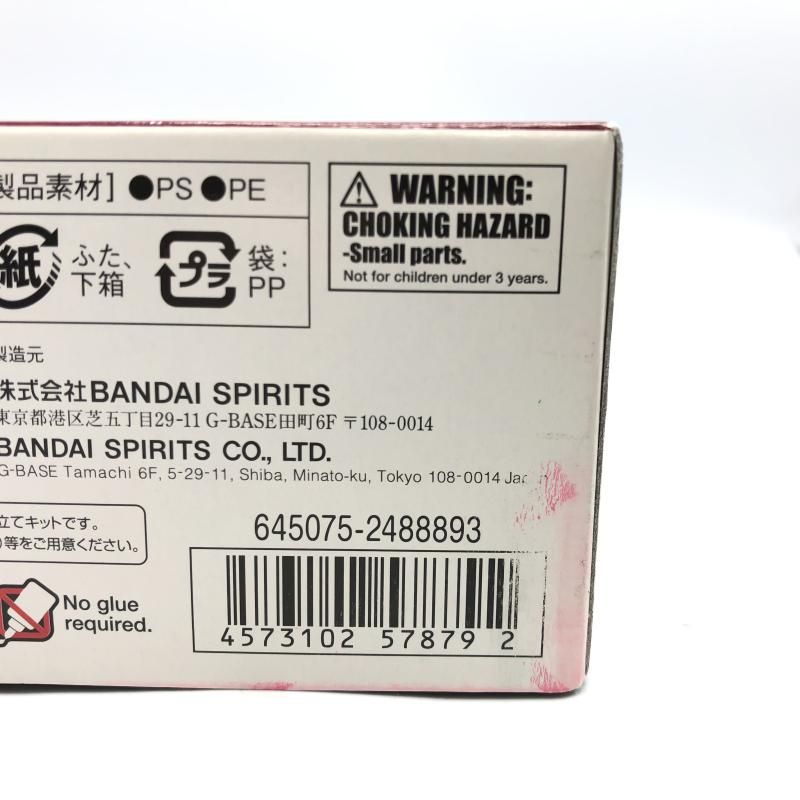 製品素材] ●PS ●PE
紙 ふた、下箱
プラ 袋:PP
⚠ WARNING:
CHOKING HAZARD
-Small parts.
Not for children under 3 years.
製造元
株式会社BANDAI SPIRITS
東京都港区芝五丁目29-11 G-BASE田町6F 〒108-0014
BANDAI SPIRITS CO., LTD.
G-BASE Tamachi 6F, 5-29-11, Shiba, Minato-ku, Tokyo 108-0014 Japan
立てキットです。
)等をご用意ください。
No glue
required.
645075-2488893
4573102 57879 2